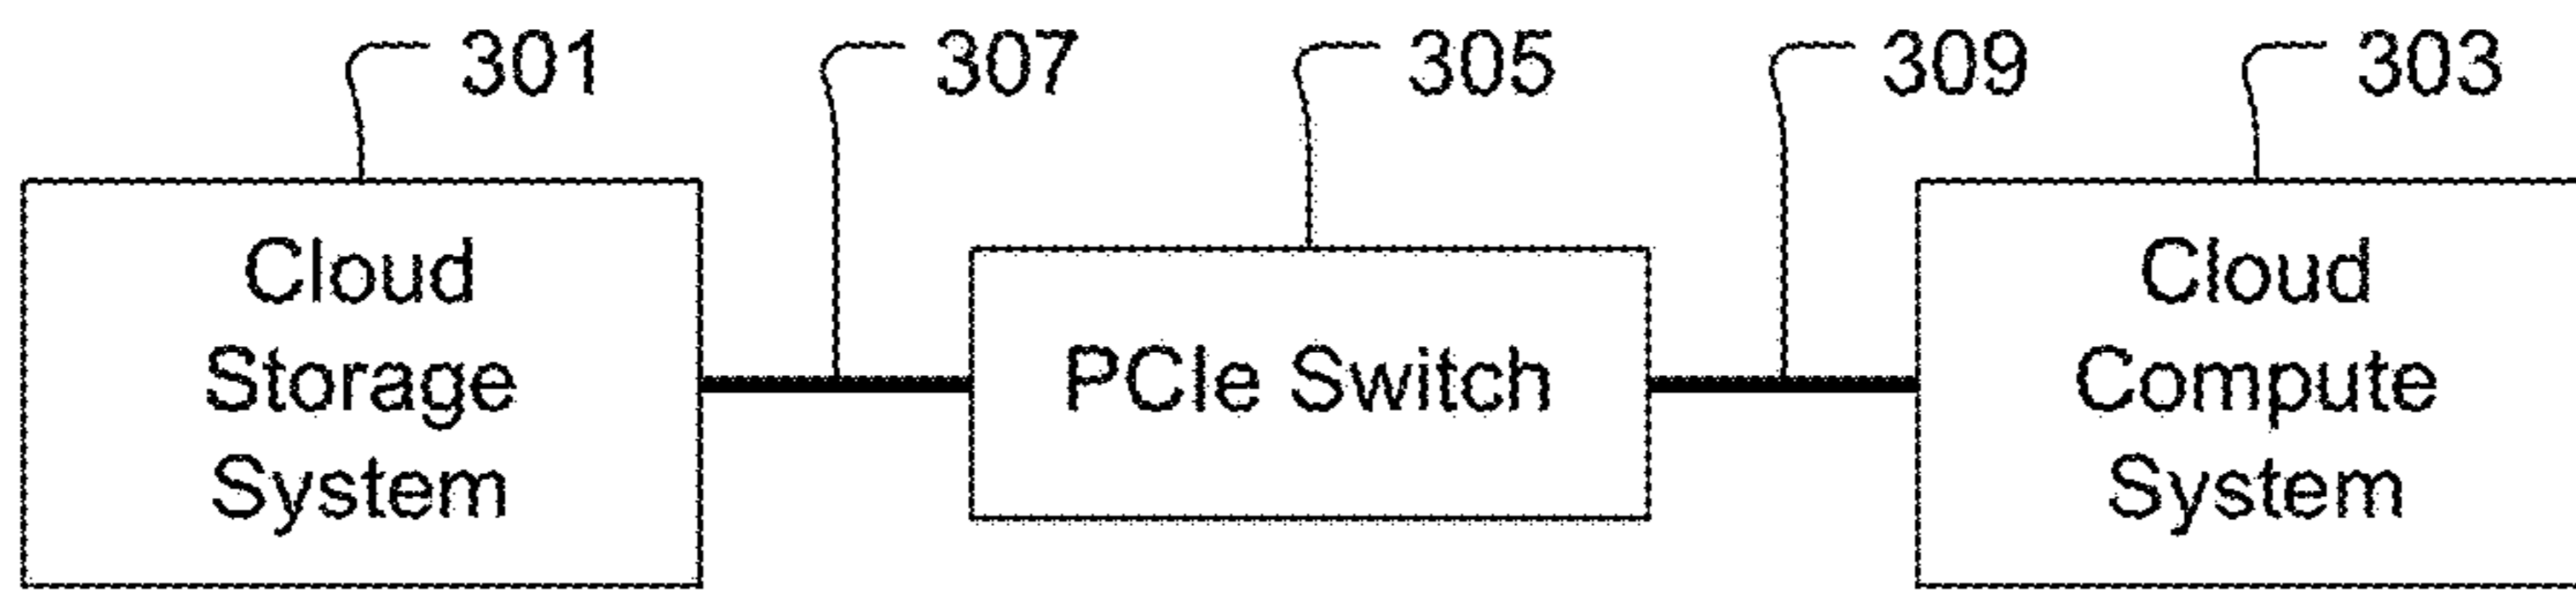 301
307
305
309
303
Cloud
Storage
System
PCIe Switch
Cloud
Compute
System